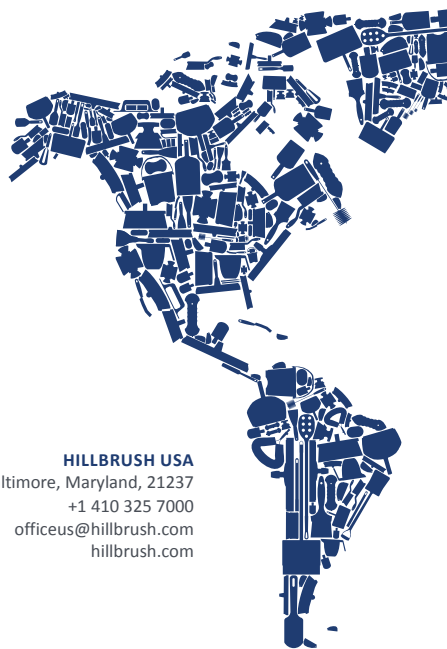 HILLBRUSH USA
ltimore, Maryland, 21237
+1 410 325 7000
officeus@hillbrush.com
hillbrush.com